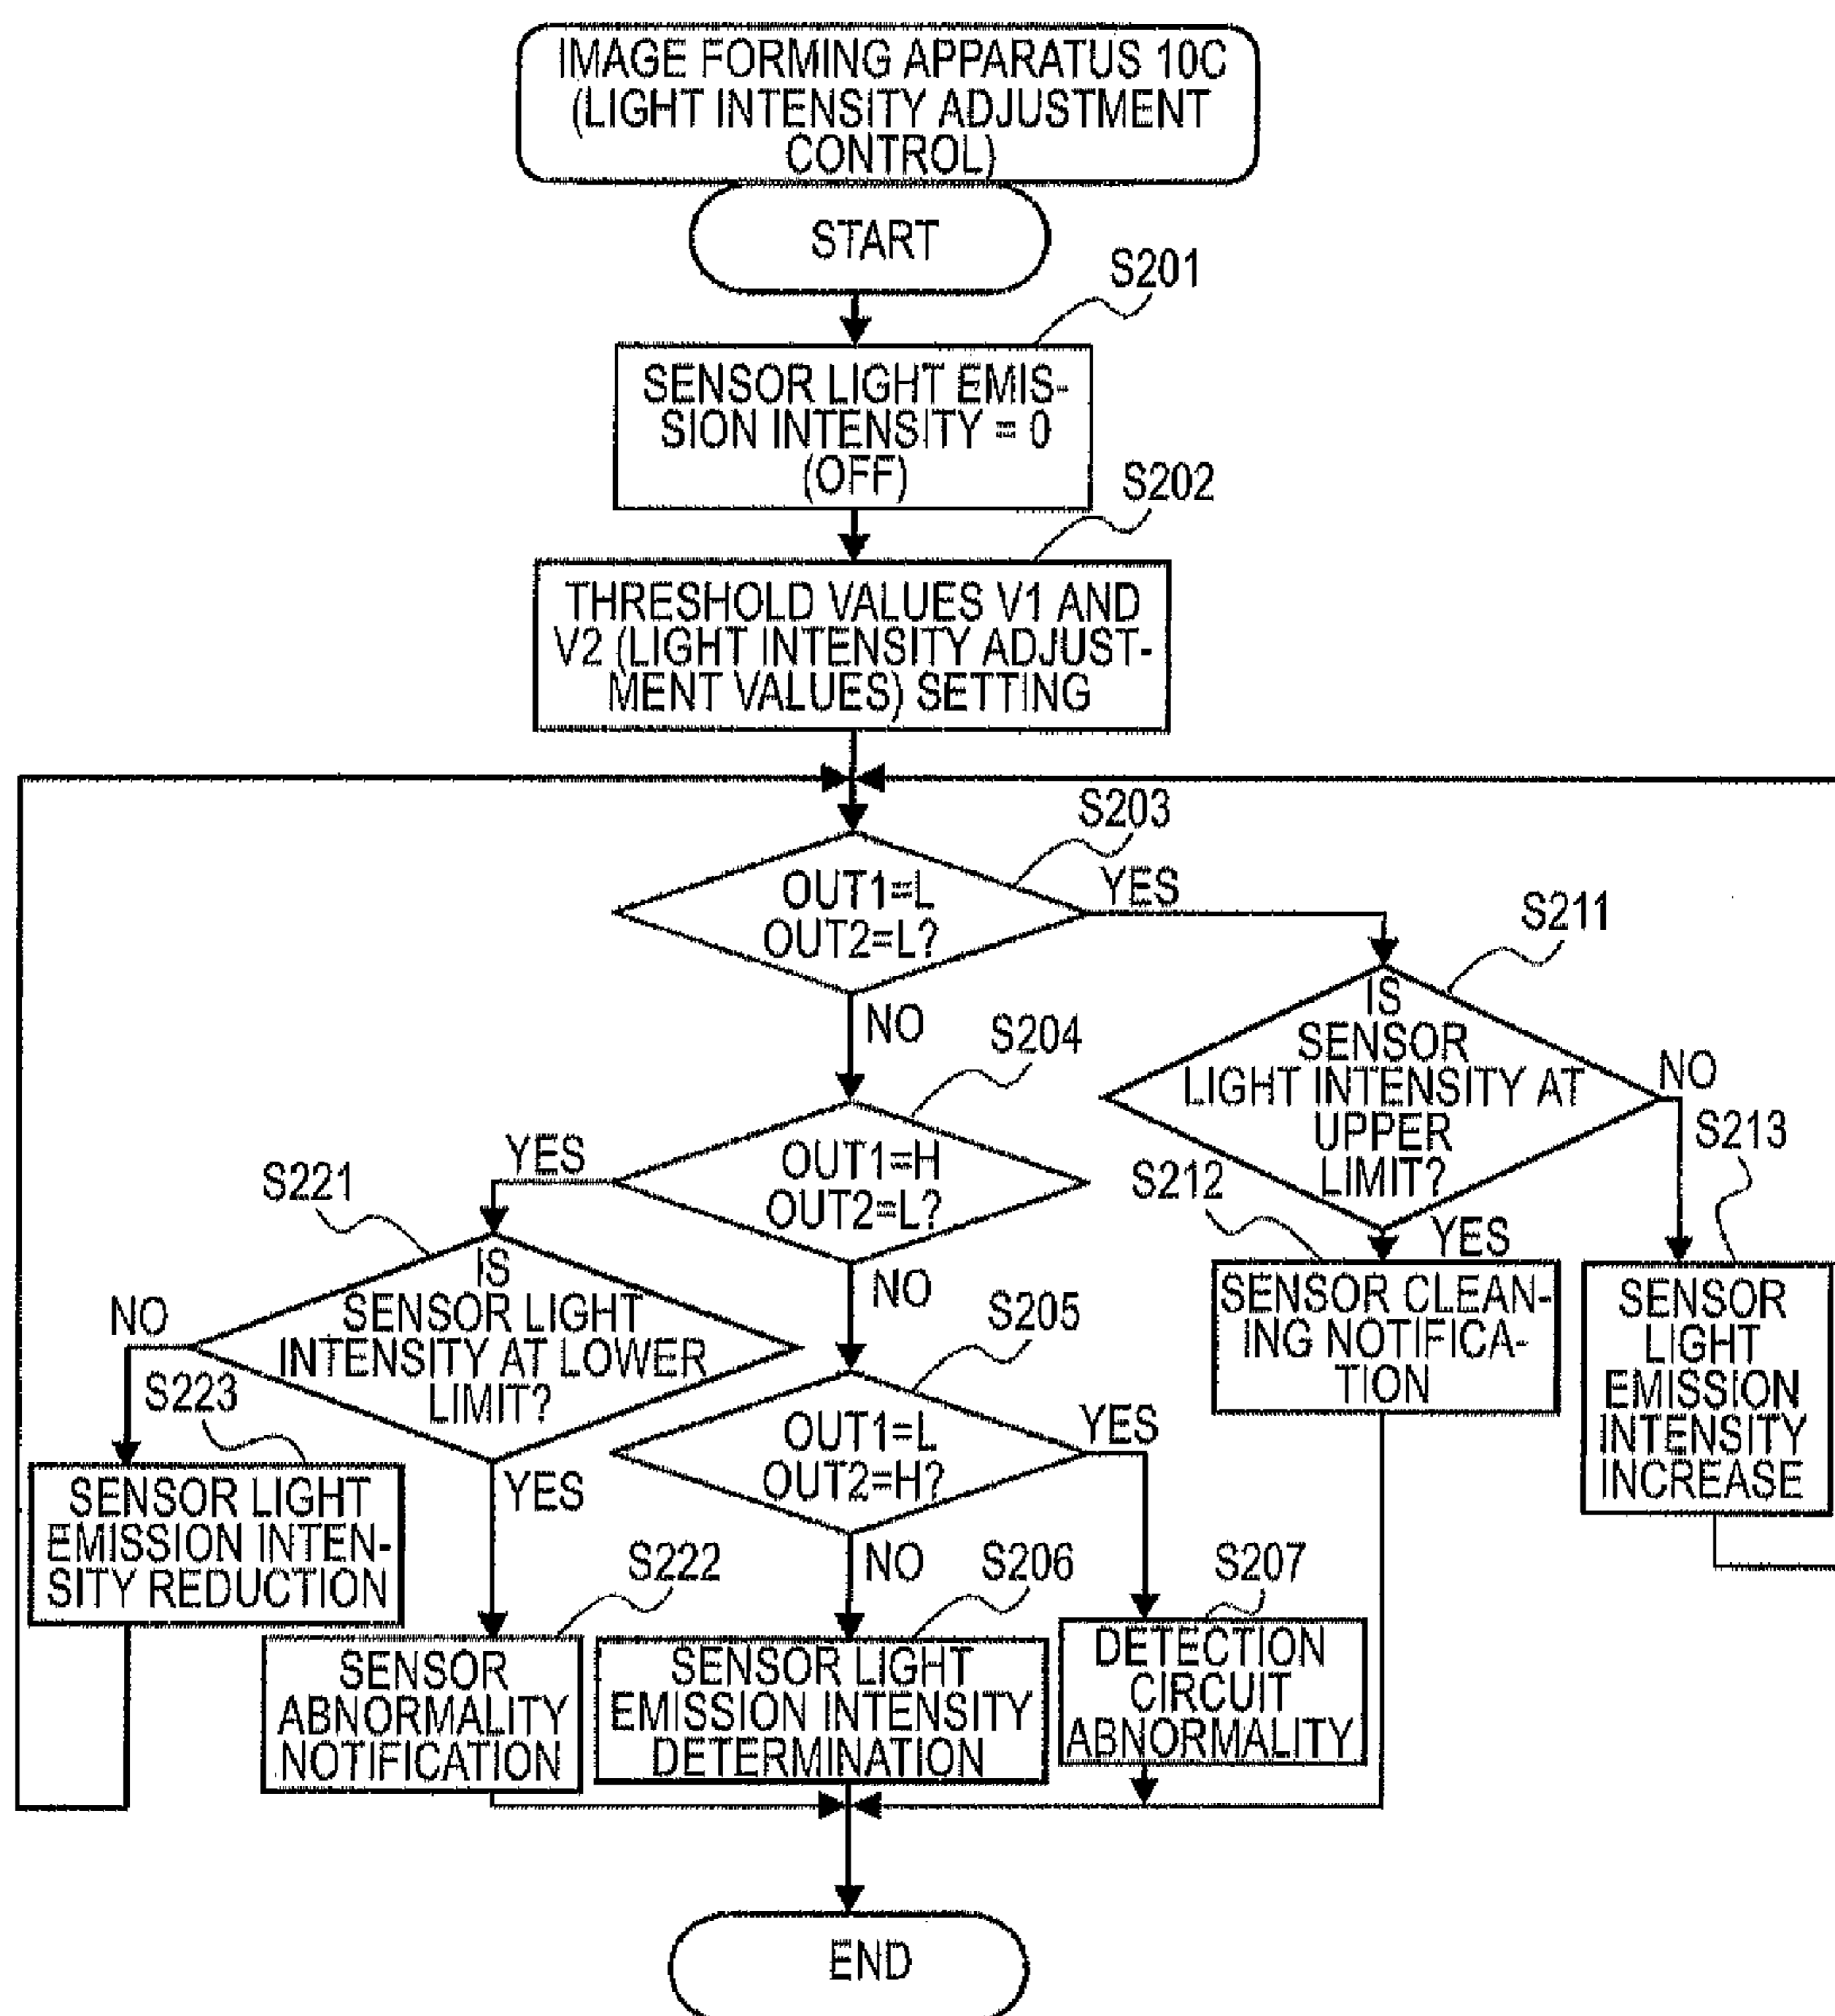 IMAGE FORMING APPARATUS 10C
(LIGHT INTENSITY ADJUSTMENT
CONTROL)
START
S201
SENSOR LIGHT EMIS-
SION INTENSITY = 0
(OFF)
S202
THRESHOLD VALUES V1 AND
V2 (LIGHT INTENSITY ADJUST-
MENT VALUES) SETTING
S203
OUT1=L
OUT2=L?
YES
NO
S211
IS
SENSOR
LIGHT INTENSITY AT
UPPER
LIMIT?
NO
YES
S204
OUT1=H
OUT2=L?
YES
NO
S212
SENSOR CLEAN-
ING NOTIFICA-
TION
S213
SENSOR
LIGHT
EMISSION
INTENSITY
INCREASE
S221
IS
SENSOR LIGHT
INTENSITY AT LOWER
LIMIT?
NO
YES
S205
OUT1=L
OUT2=H?
YES
NO
S223
SENSOR LIGHT
EMISSION INTEN-
SITY REDUCTION
S222
SENSOR
ABNORMALITY
NOTIFICATION
S206
SENSOR LIGHT
EMISSION INTENSITY
DETERMINATION
S207
DETECTION
CIRCUIT
ABNORMALITY
END